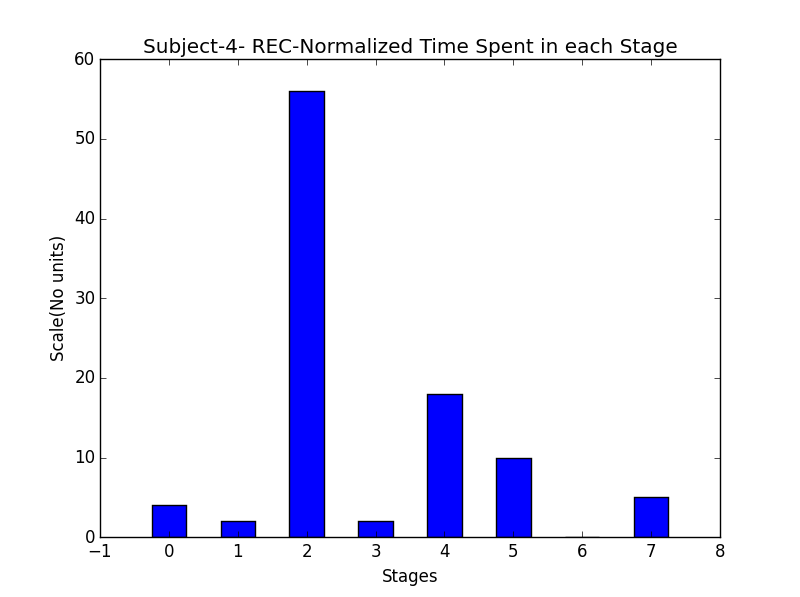 Subject-4- REC-Normalized Time Spent in each Stage
60
50
40
30
20
10
0
Scale(No units)
−1 0 1 2 3 4 5 6 7 8
Stages